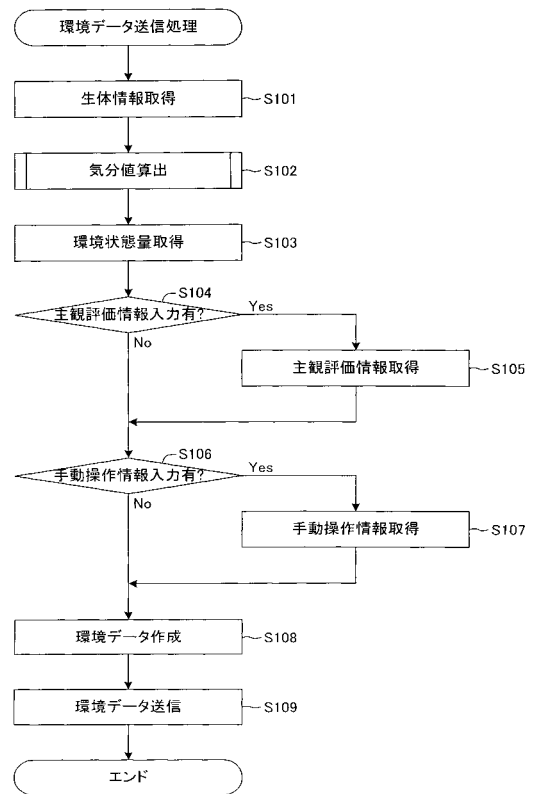 環境データ送信処理
生体情報取得
S101
気分値算出
S102
環境状態量取得
S103
S104
主観評価情報入力有?
Yes
No
主観評価情報取得
S105
S106
手動操作情報入力有?
Yes
No
手動操作情報取得
S107
環境データ作成
S108
環境データ送信
S109
エンド